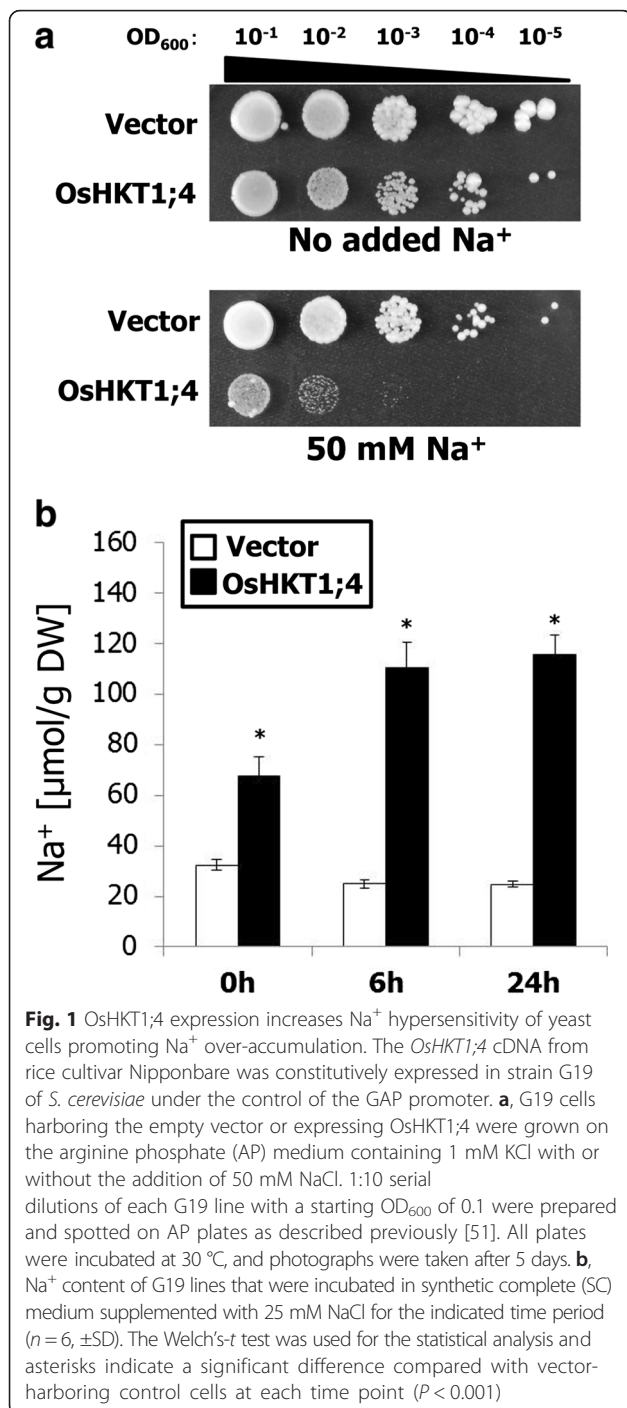 a
OD₆₀₀: 10⁻¹ 10⁻² 10⁻³ 10⁻⁴ 10⁻⁵
Vector
OsHKT1;4
No added Na⁺
Vector
OsHKT1;4
50 mM Na⁺
b
Vector
OsHKT1;4
160
140
120
100
80
60
40
20
0
Na⁺ [µmol/g DW]
*
*
*
0h 6h 24h
Fig. 1 OsHKT1;4 expression increases Na⁺ hypersensitivity of yeast
cells promoting Na⁺ over-accumulation. The OsHKT1;4 cDNA from
rice cultivar Nipponbare was constitutively expressed in strain G19
of S. cerevisiae under the control of the GAP promoter. a, G19 cells
harboring the empty vector or expressing OsHKT1;4 were grown on
the arginine phosphate (AP) medium containing 1 mM KCl with or
without the addition of 50 mM NaCl. 1:10 serial
dilutions of each G19 line with a starting OD₆₀₀ of 0.1 were prepared
and spotted on AP plates as described previously [51]. All plates
were incubated at 30 °C, and photographs were taken after 5 days. b,
Na⁺ content of G19 lines that were incubated in synthetic complete (SC)
medium supplemented with 25 mM NaCl for the indicated time period
(n = 6, ±SD). The Welch's-t test was used for the statistical analysis and
asterisks indicate a significant difference compared with vector-
harboring control cells at each time point (P < 0.001)